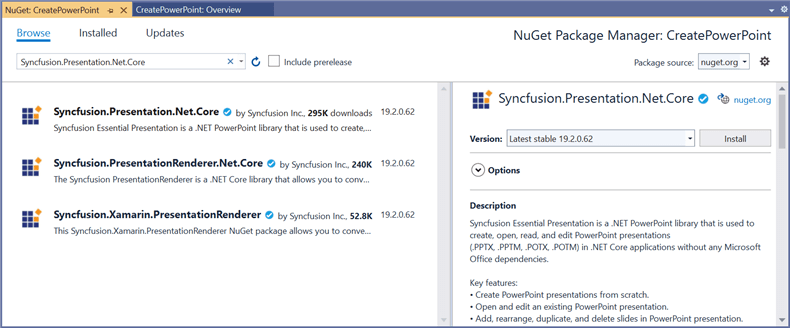 NuGet: CreatePowerPoint
CreatePowerPoint: Overview
Browse Installed Updates
NuGet Package Manager: CreatePowerPoint
Syncfusion.Presentation.Net.Core
Include prerelease
Package source: nuget.org
Syncfusion.Presentation.Net.Core by Syncfusion Inc., 295K downloads 19.2.0.62
Syncfusion Essential Presentation is a .NET PowerPoint library that is used to create,...
Syncfusion.PresentationRenderer.Net.Core by Syncfusion Inc., 240K 19.2.0.62
The Syncfusion PresentationRenderer is a .NET Core library that allows you to conv...
Syncfusion.Xamarin.PresentationRenderer by Syncfusion Inc., 52.8K 19.2.0.62
This Syncfusion.Xamarin.PresentationRenderer NuGet package allows you to conve...
Syncfusion.Presentation.Net.Core nuget.org
Version: Latest stable 19.2.0.62 Install
Options
Description
Syncfusion Essential Presentation is a .NET PowerPoint library that is used to
create, open, read, and edit PowerPoint presentations
(.PPTX, .PPTM, .POTX, .POTM) in .NET Core applications without any Microsoft
Office dependencies.
Key features:
• Create PowerPoint presentations from scratch.
• Open and edit an existing PowerPoint presentation.
• Add, rearrange, duplicate, and delete slides in PowerPoint presentation.